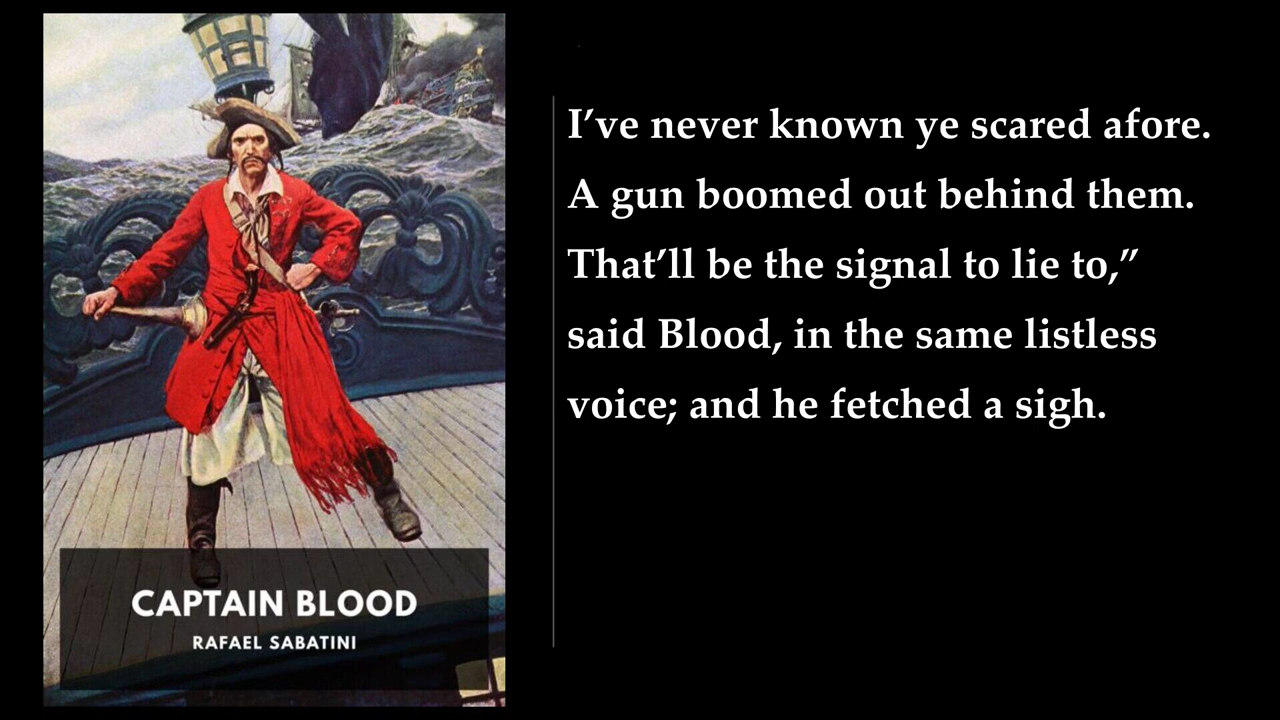 CAPTAIN BLOOD
RAFAEL SABATINI
I’ve never known ye scared afore.
A gun boomed out behind them.
That’ll be the signal to lie to,”
said Blood, in the same listless
voice; and he fetched a sigh.